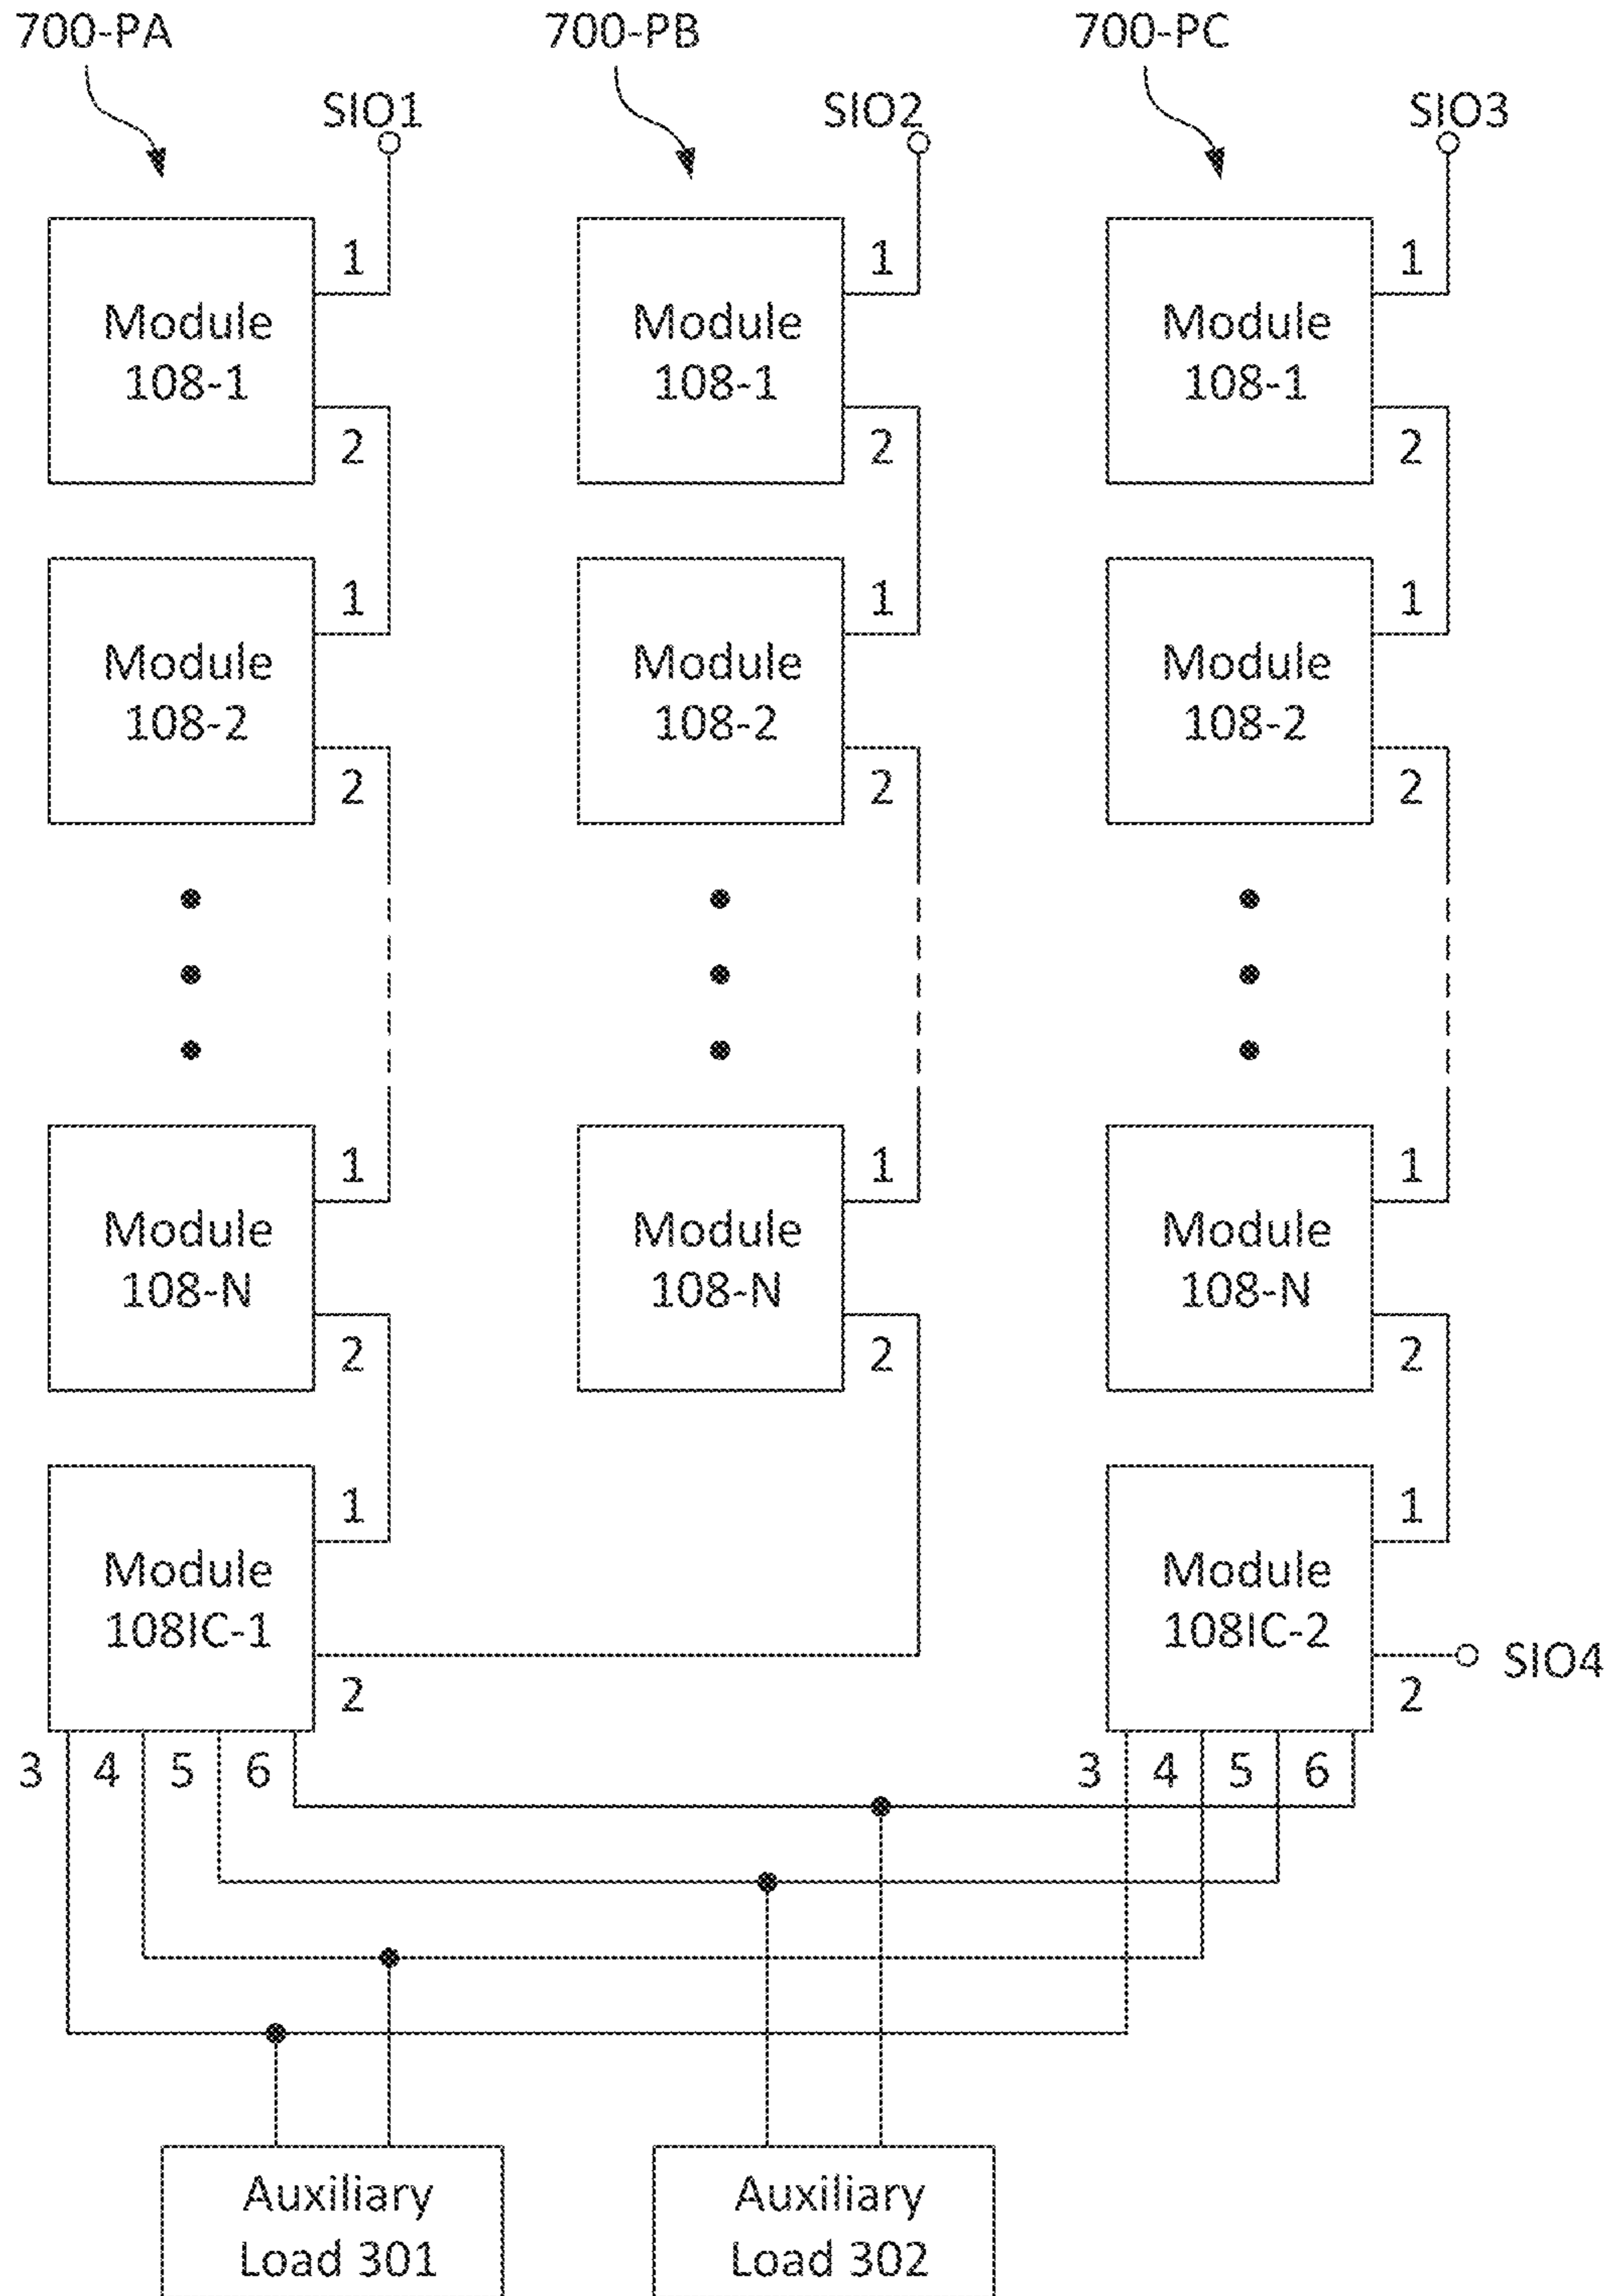 700-PA 700-PB 700-PC
SIO1 SIO2 SIO3
1 1 1
Module Module Module
108-1 108-1 108-1
2 2 2
1 1 1
Module Module Module
108-2 108-2 108-2
2 2 2
1 1 1
Module Module Module
108-N 108-N 108-N
2 2 2
1 1
Module Module
108IC-1 108IC-2
SIO4
2 2
3 4 5 6 3 4 5 6
Auxiliary Auxiliary
Load 301 Load 302